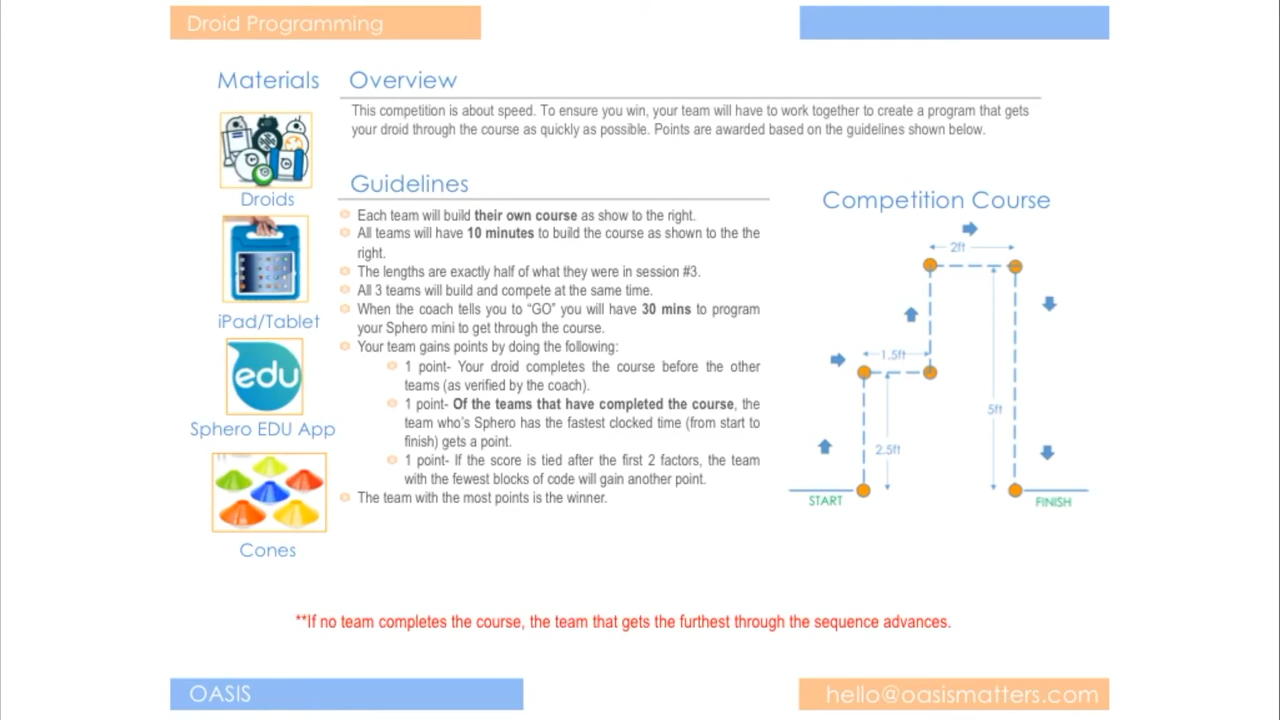 Droid Programming
Materials
Overview
This competition is about speed. To ensure you win, your team will have to work together to create a program that gets
your droid through the course as quickly as possible. Points are awarded based on the guidelines shown below.
Droids
iPad/Tablet
edu
Sphero EDU App
Cones
Guidelines
Each team will build their own course as show to the right.
All teams will have 10 minutes to build the course as shown to the the
right.
The lengths are exactly half of what they were in session #3.
All 3 teams will build and compete at the same time.
When the coach tells you to “GO” you will have 30 mins to program
your Sphero mini to get through the course.
Your team gains points by doing the following:
1 point- Your droid completes the course before the other
teams (as verified by the coach).
1 point- Of the teams that have completed the course, the
team who’s Sphero has the fastest clocked time (from start to
finish) gets a point.
1 point- If the score is tied after the first 2 factors, the team
with the fewest blocks of code will gain another point.
The team with the most points is the winner.
Competition Course
2ft
1.5ft
5ft
2.5ft
START
FINISH
**If no team completes the course, the team that gets the furthest through the sequence advances.
OASIS
hello@oasismatters.com